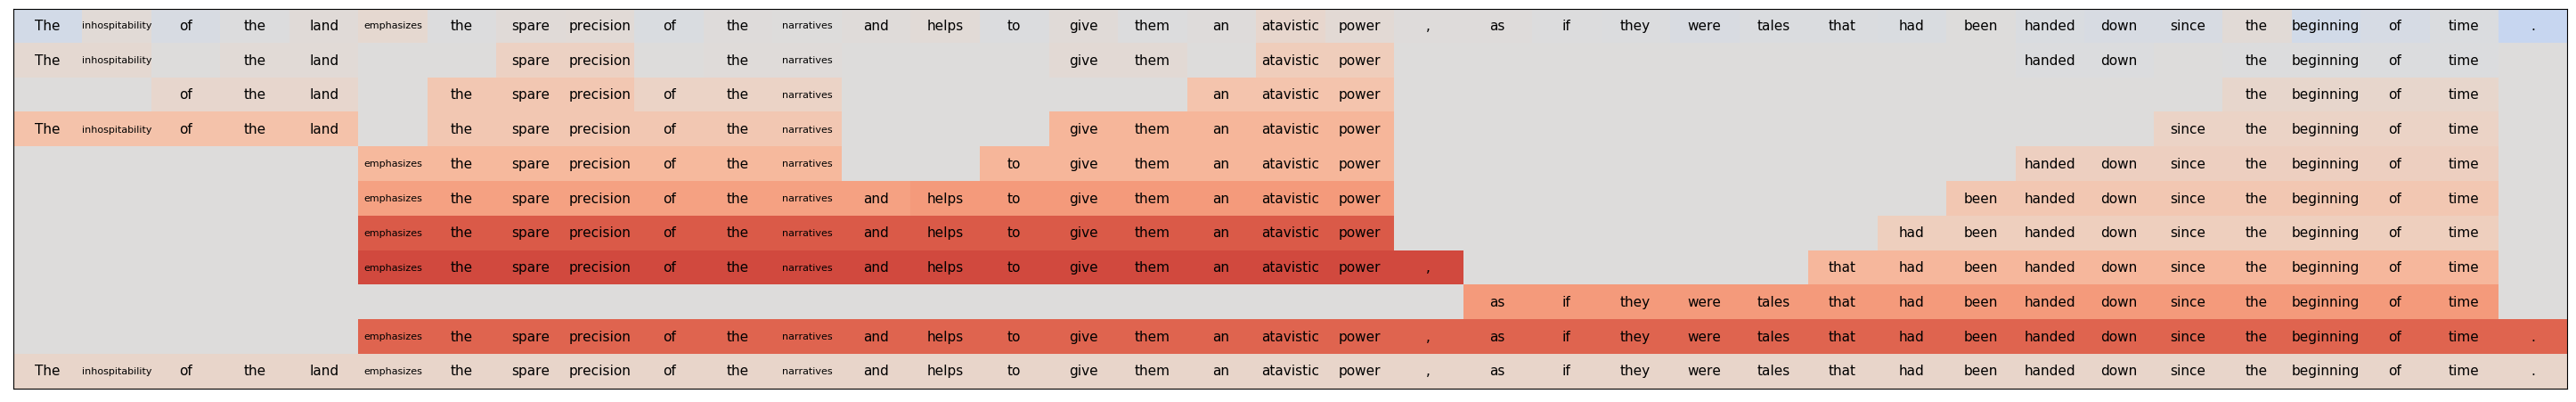 The inhospitability of the land emphasizes the spare precision of the narratives and helps to give them an atavistic power , as if they were tales that had been handed down since the beginning of time .
The inhospitability the land spare precision the narratives give them atavistic power handed down the beginning of time
of the land the spare precision of the narratives an atavistic power the beginning of time
The inhospitability of the land the spare precision of the narratives give them an atavistic power since the beginning of time
emphasizes the spare precision of the narratives to give them an atavistic power handed down since the beginning of time
emphasizes the spare precision of the narratives and helps to give them an atavistic power been handed down since the beginning of time
emphasizes the spare precision of the narratives and helps to give them an atavistic power had been handed down since the beginning of time
emphasizes the spare precision of the narratives and helps to give them an atavistic power , that had been handed down since the beginning of time
as if they were tales that had been handed down since the beginning of time
emphasizes the spare precision of the narratives and helps to give them an atavistic power , as if they were tales that had been handed down since the beginning of time .
The inhospitability of the land emphasizes the spare precision of the narratives and helps to give them an atavistic power , as if they were tales that had been handed down since the beginning of time .